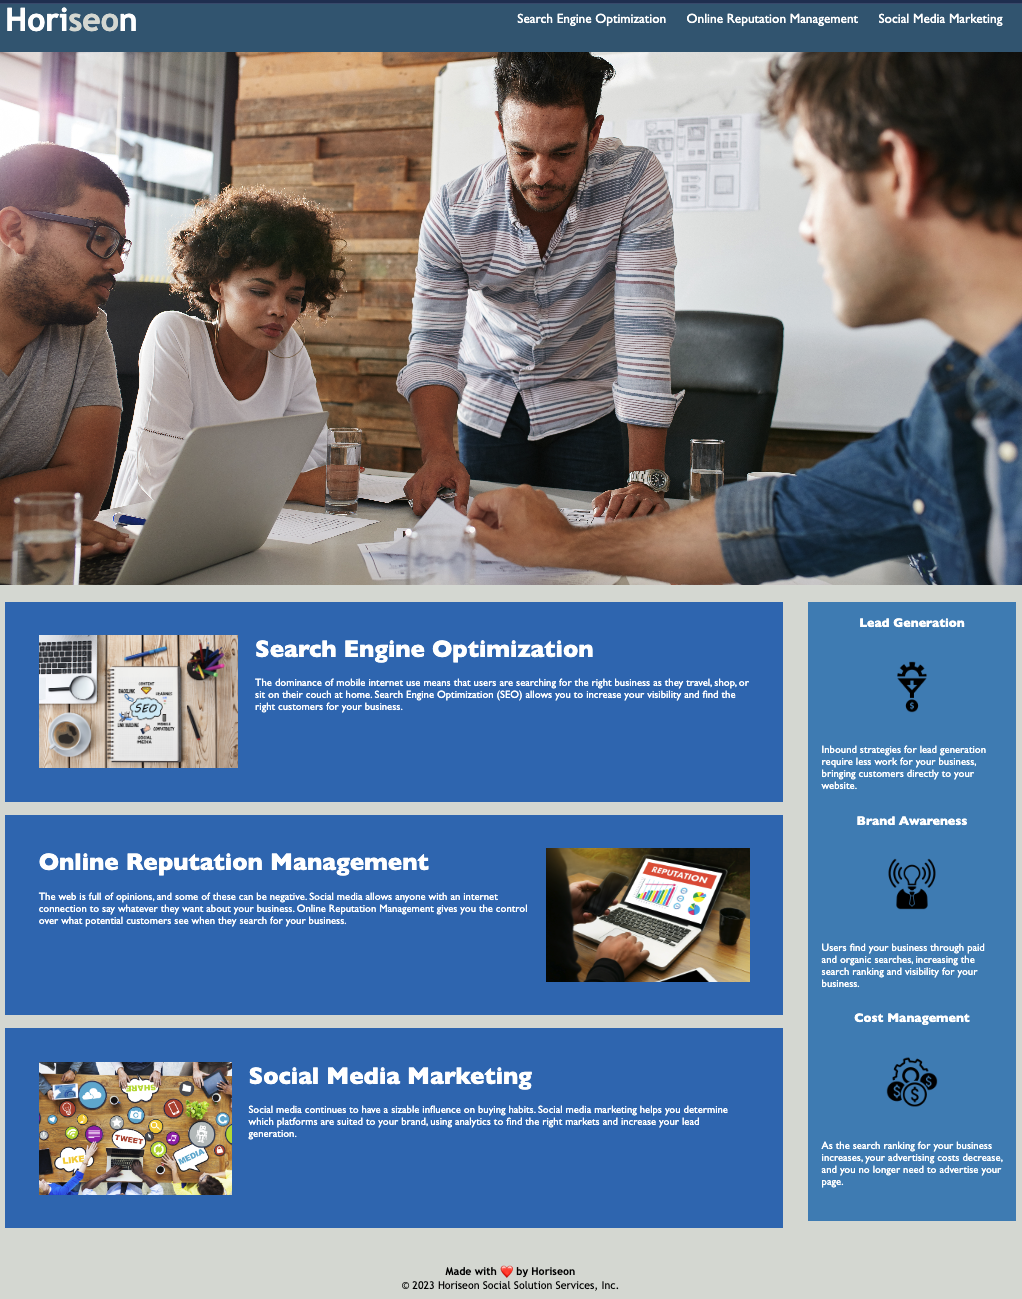 Horiseon
Search Engine Optimization
Online Reputation Management
Social Media Marketing
Search Engine Optimization
The dominance of mobile internet use means that users are searching for the right business as they travel, shop, or
sit on their couch at home. Search Engine Optimization (SEO) allows you to increase your visibility and find the
right customers for your business.
SEO
CONTENT
BACKLINK
LINK BUILDING
SOCIAL
MEDIA
Online Reputation Management
The web is full of opinions, and some of these can be negative. Social media allows anyone with an internet
connection to say whatever they want about your business. Online Reputation Management gives you the control
over what potential customers see when they search for your business.
REPUTATION
Social Media Marketing
Social media continues to have a sizable influence on buying habits. Social media marketing helps you determine
which platforms are suited to your brand, using analytics to find the right markets and increase your lead
generation.
SHARE
TWEET
LIKE
MEDIA
Lead Generation
$
Inbound strategies for lead generation
require less work for your business,
bringing customers directly to your
website.
Brand Awareness
Users find your business through paid
and organic searches, increasing the
search ranking and visibility for your
business.
Cost Management
$ $ $
As the search ranking for your business
increases, your advertising costs decrease,
and you no longer need to advertise your
page.
Made with ❤️ by Horiseon
© 2023 Horiseon Social Solution Services, Inc.